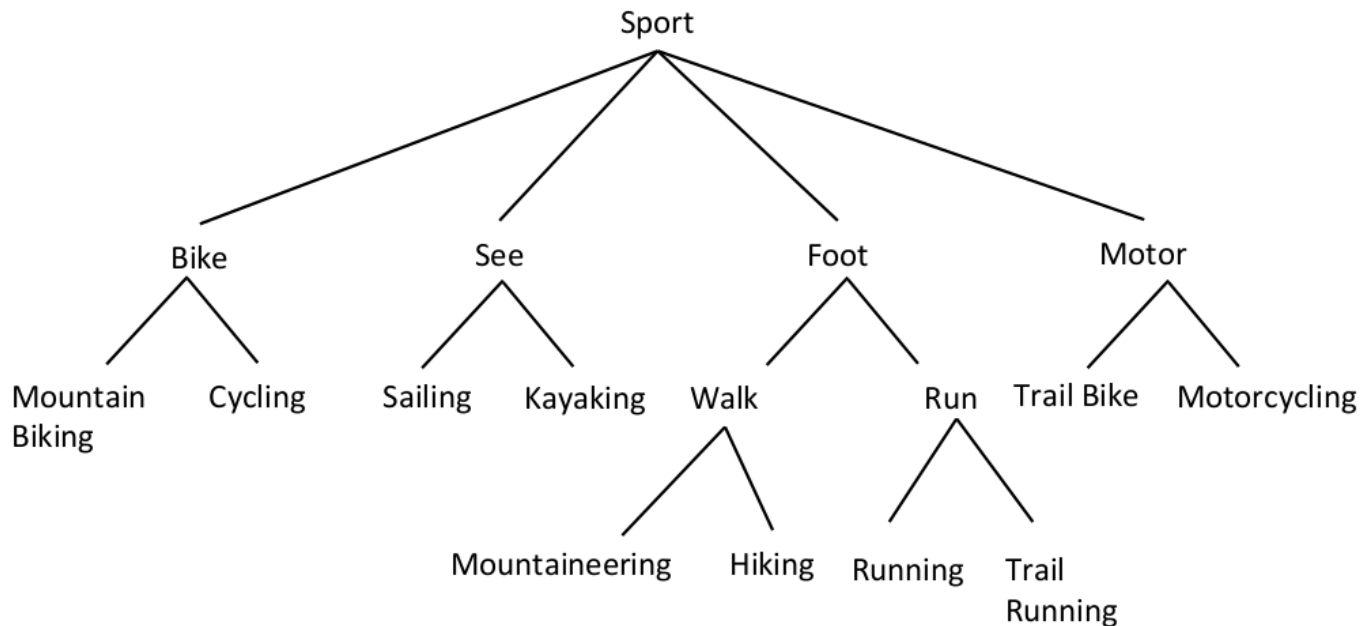 Sport
Bike
See
Foot
Motor
Mountain
Biking
Cycling
Sailing
Kayaking
Walk
Run
Trail Bike
Motorcycling
Mountaineering
Hiking
Running
Trail
Running